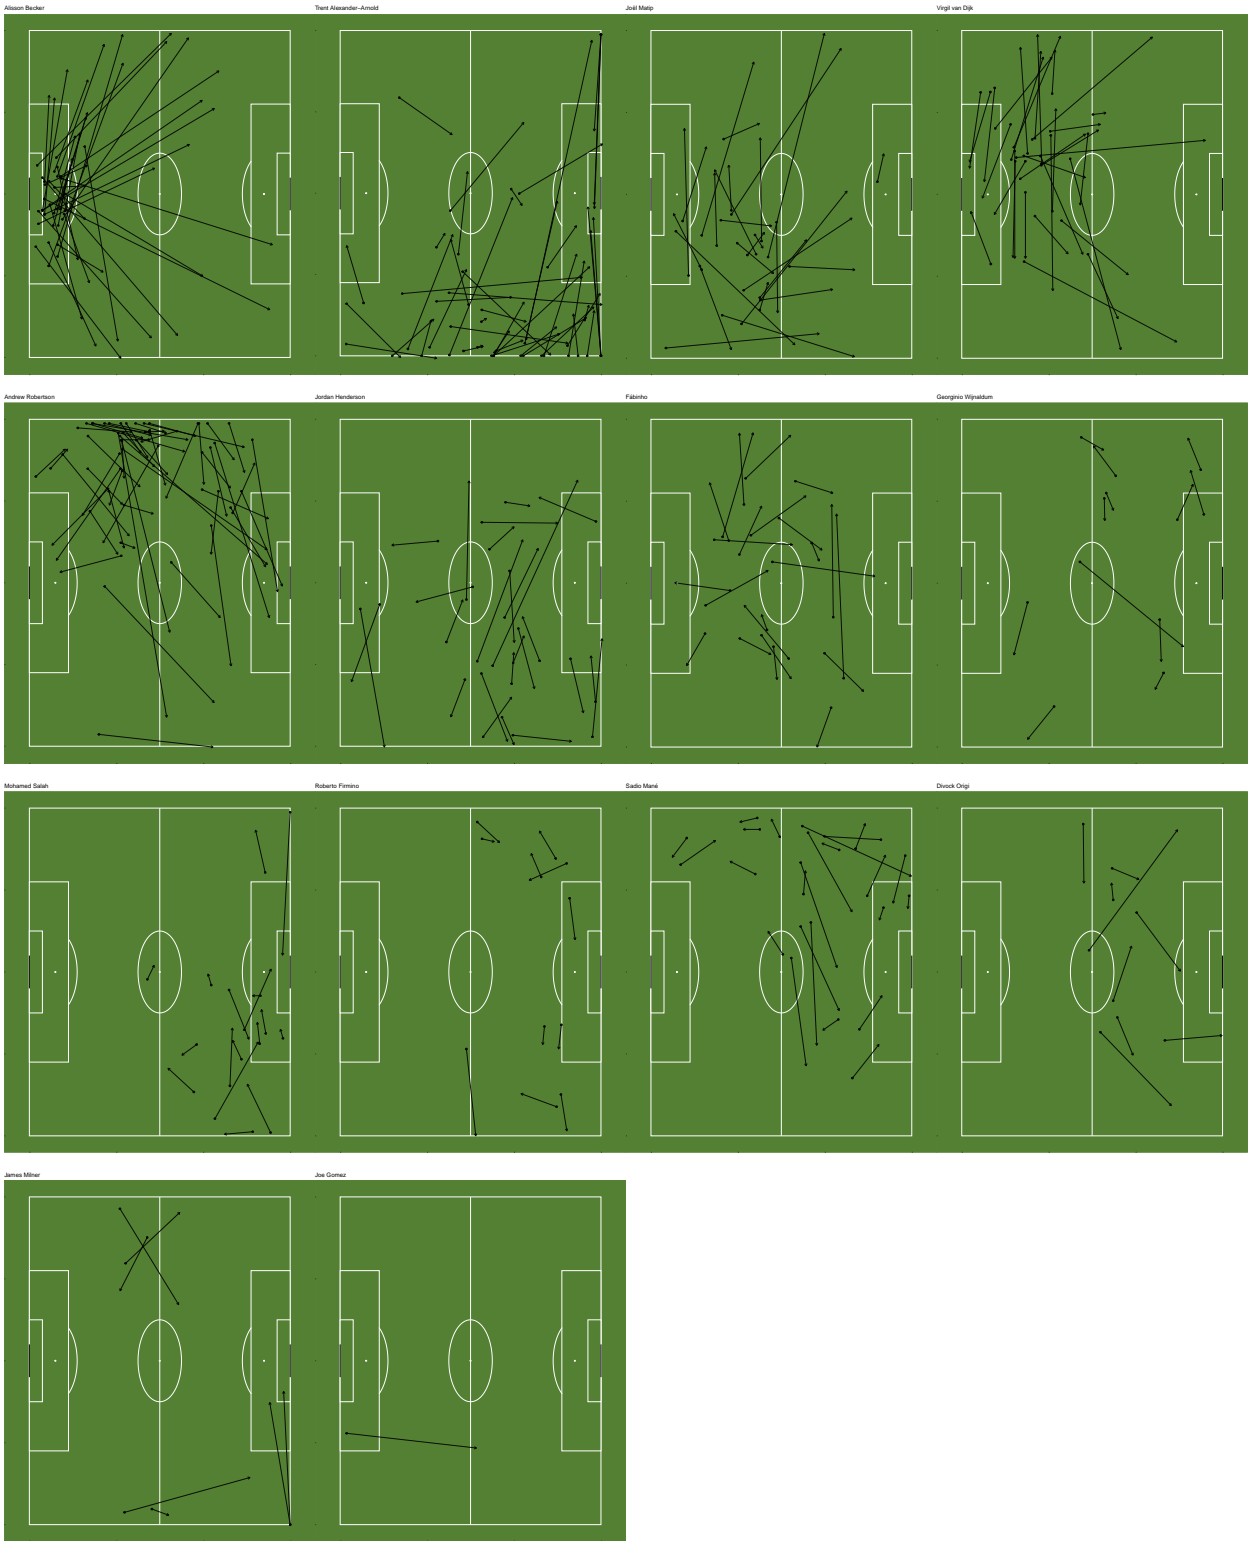 Alisson Becker
Trent Alexander−Arnold
Joël Matip
Virgil van Dijk
Andrew Robertson
Jordan Henderson
Fabinho
Georginio Wijnaldum
Mohamed Salah
Roberto Firmino
Sadio Mané
Divock Origi
James Milner
Joe Gomez